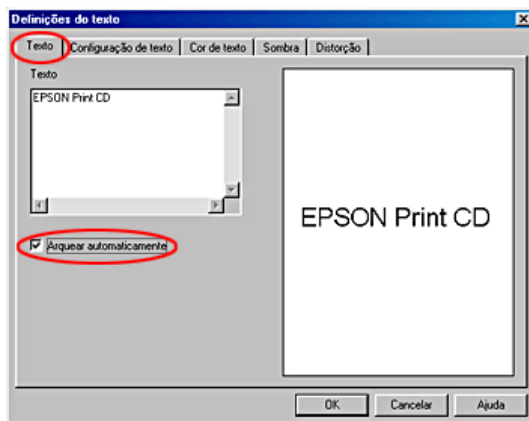 Definições do texto
Texto Configuração de texto Cor de texto Sombra Distorção
Texto
EPSON Print CD
EPSON Print CD
Arquear automaticamente
OK Cancelar Ajuda